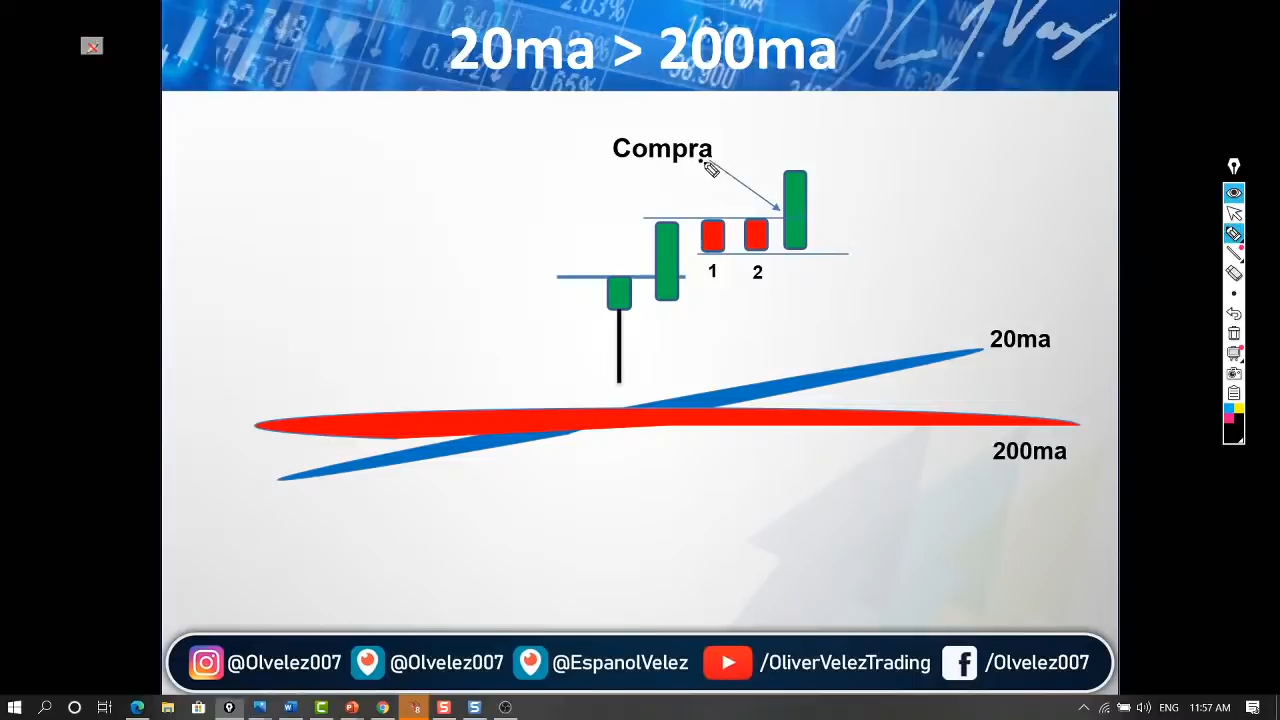 20ma > 200ma
Compra
1 2
20ma
200ma
@Olvelez007 @Olvelez007 @EspanolVelez /OliverVelezTrading /Olvelez007
ENG 11:57 AM